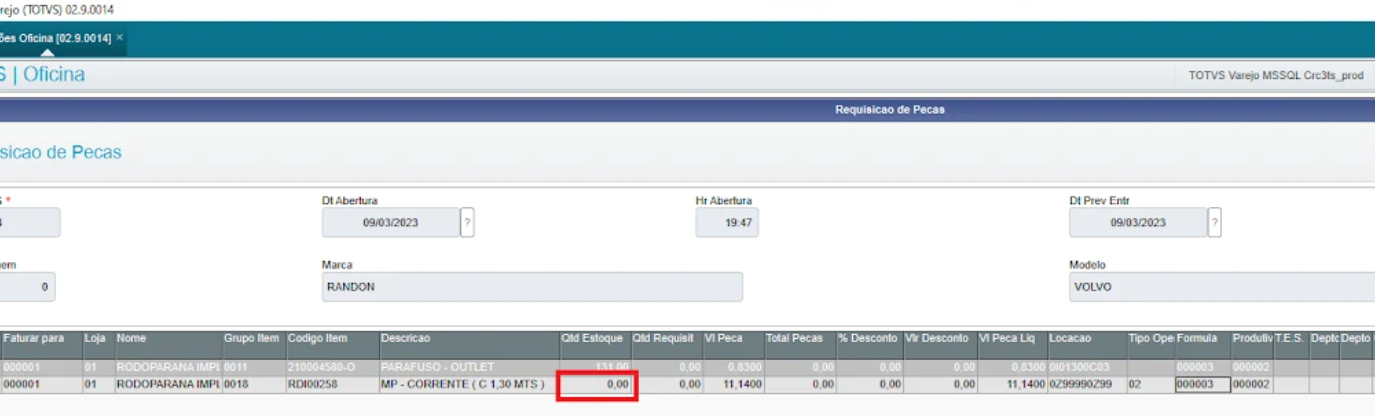 rejo (TOTVS) 02.9.0014
ões Oficina [02.9.0014] ×
S | Oficina
TOTVS Varejo MSSQL Crc3ts_prod
Requisicao de Pecas
sicao de Pecas
S * Dt Abertura Hr Abertura Dt Prev Entr
09/03/2023 ? 19:47 09/03/2023 ?
em Marca Modelo
0 RANDON VOLVO
Faturar para Loja Nome Grupo Item Codigo Item Descricao Qtd Estoque Qtd Requisit Vl Peca Total Pecas % Desconto Vlr Desconto Vl Peca Liq Locacao Tipo Ope Formula Produtiv T.E.S. Depto Depto
000001 01 RODOPARANA IMPL 0011 210004580-O PARAFUSO - OUTLET 131,00 0,00 0,8300 0,00 0,00 0,00 0,8300 0I01300C03 000003 000002
000001 01 RODOPARANA IMPL 0018 RDI00258 MP - CORRENTE ( C 1,30 MTS ) 0,00 0,00 11,1400 0,00 0,00 0,00 11,1400 0Z99990Z99 02 000003 000002